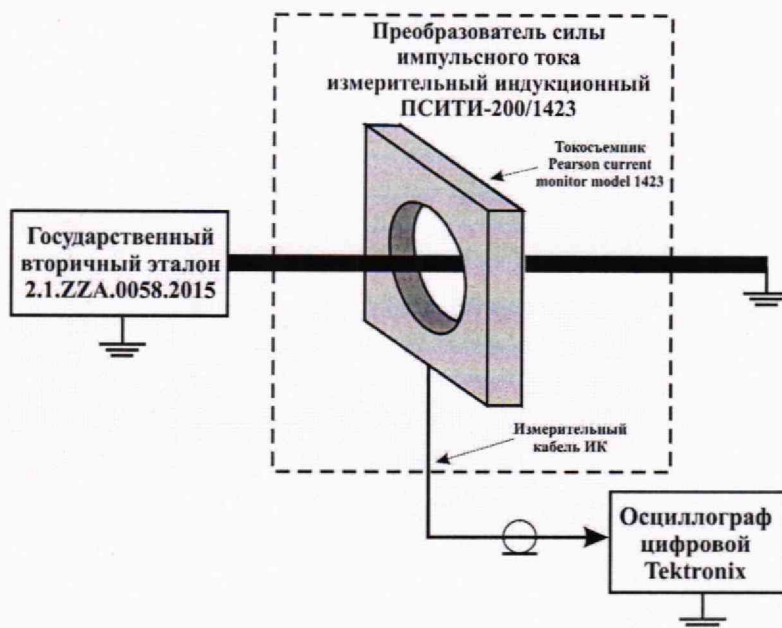 Преобразователь силы
импульсного тока
измерительный индукционный
ПСИТИ-200/1423
Токосъемник
Pearson current
monitor model 1423
Государственный
вторичный эталон
2.1.ZZA.0058.2015
Измерительный
кабель ИК
Осциллограф
цифровой
Tektronix